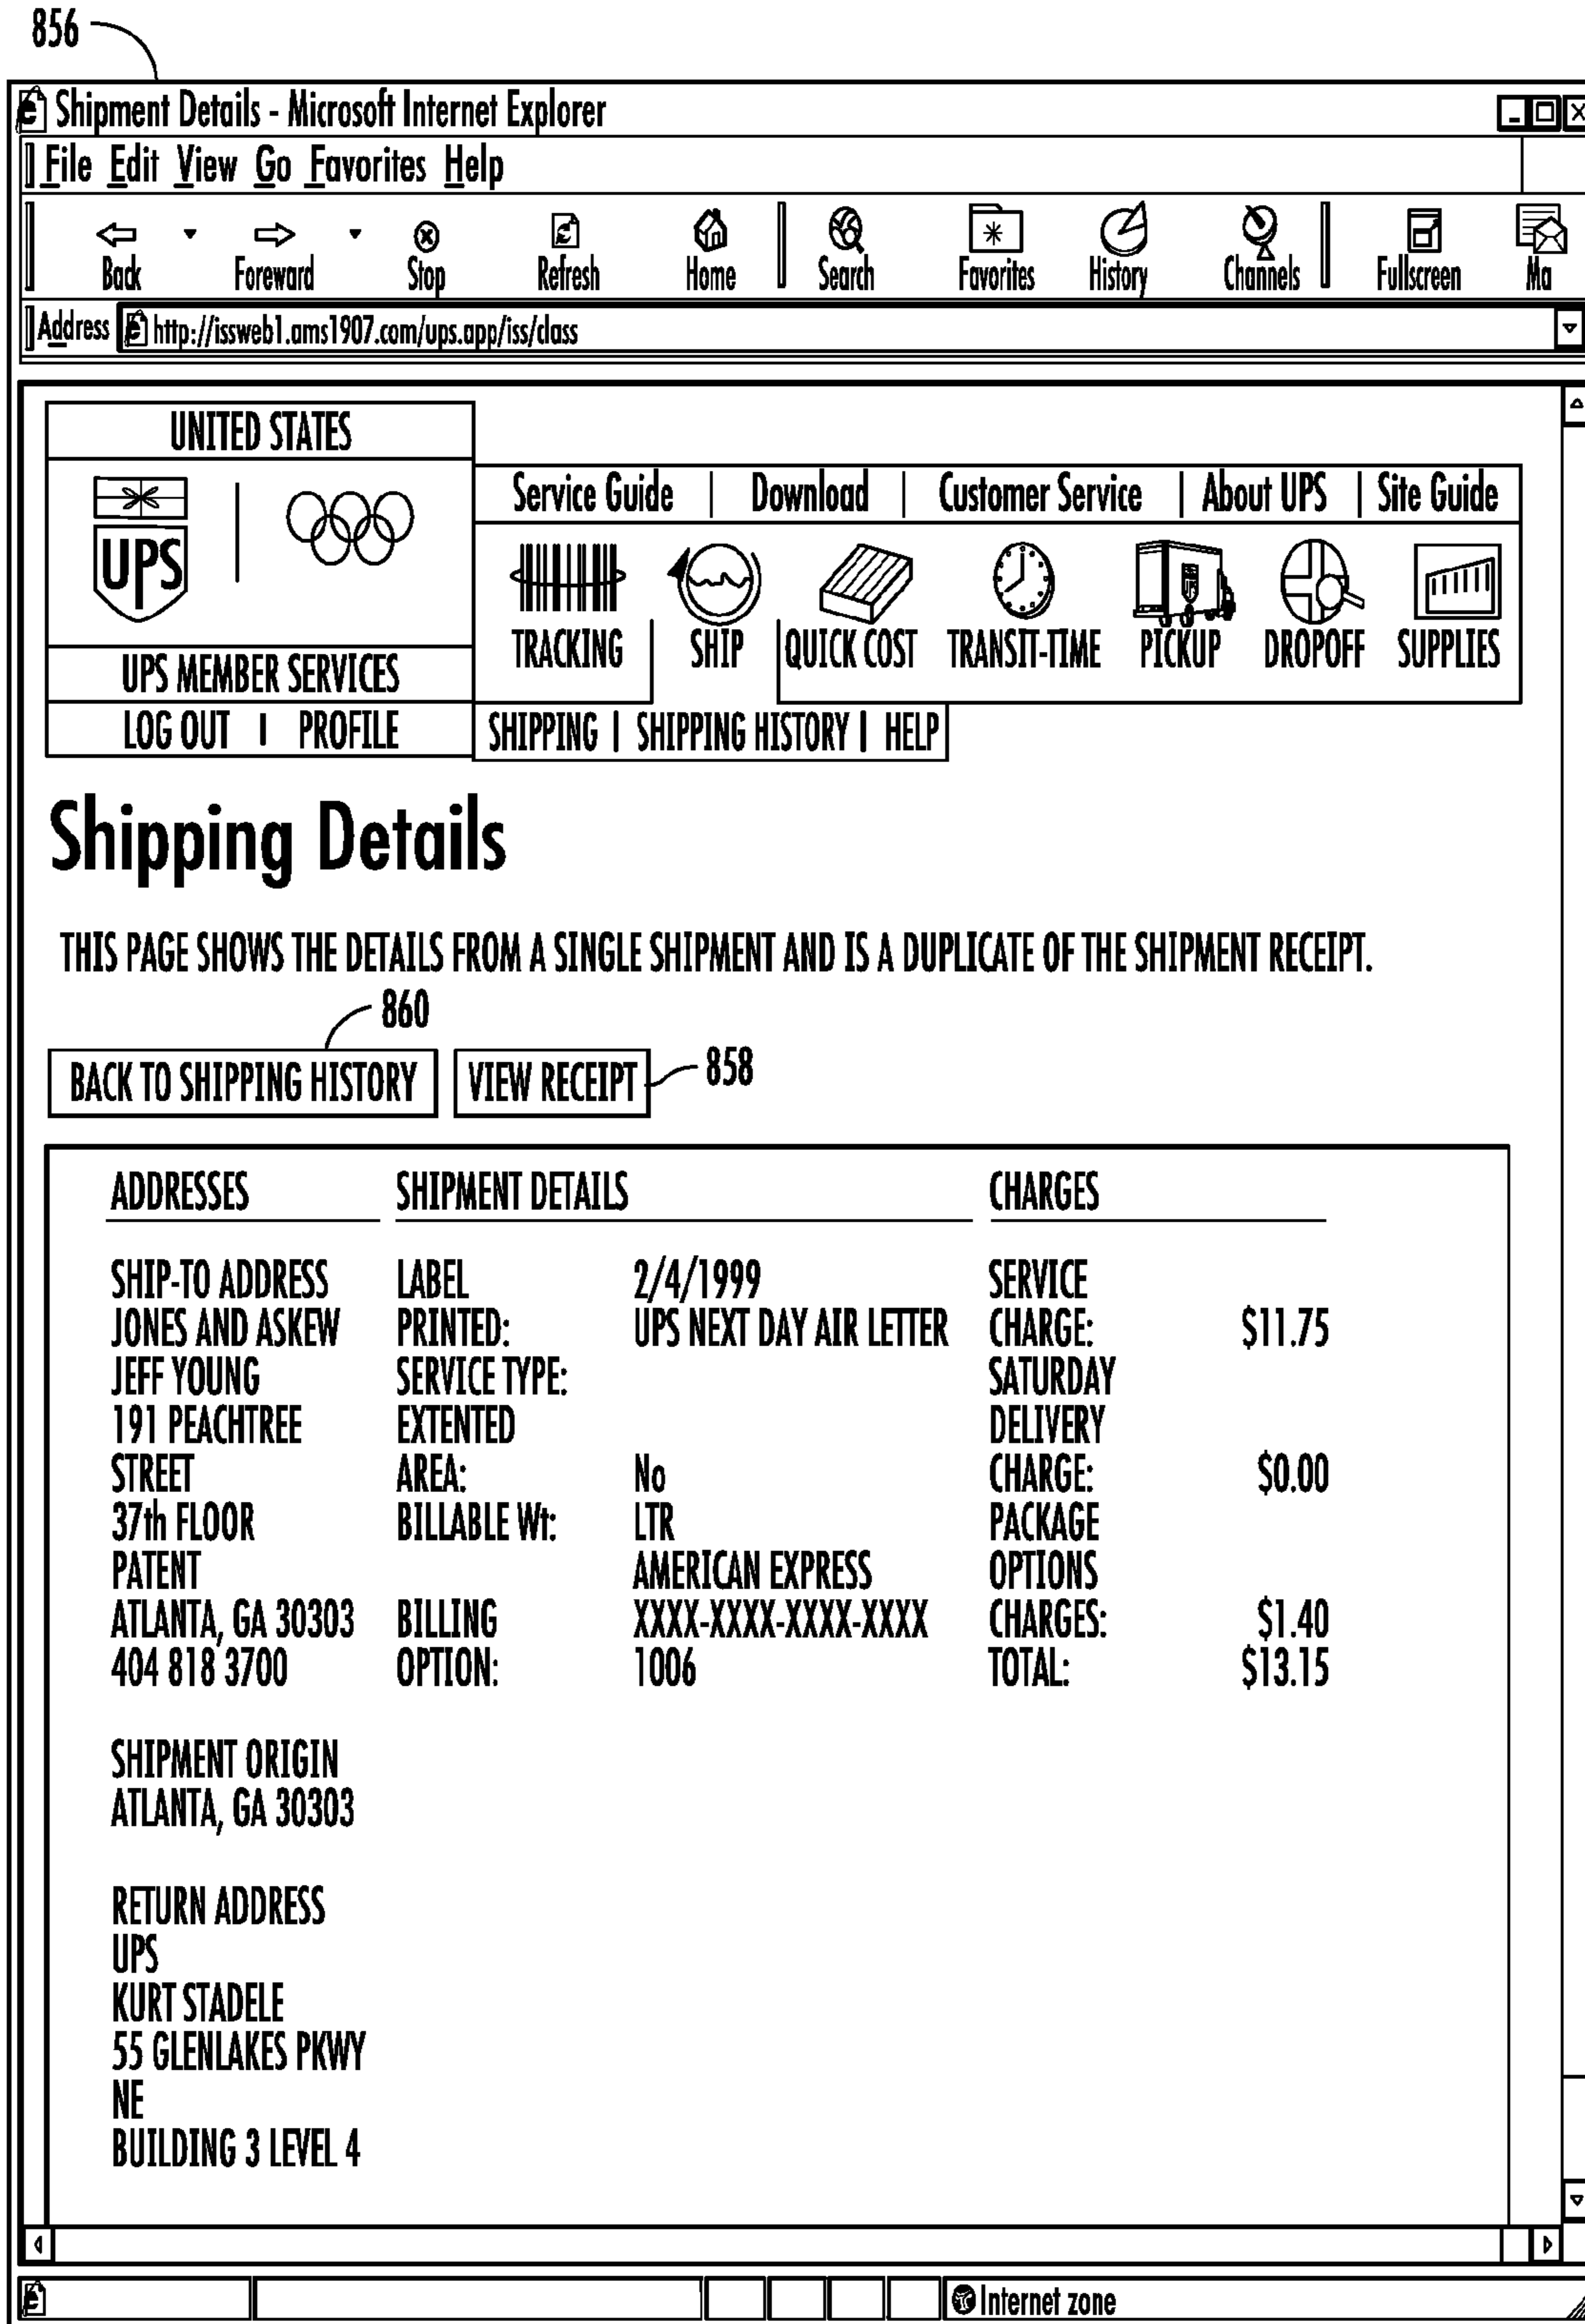 856
Shipment Details - Microsoft Internet Explorer
File Edit View Go Favorites Help
Back Foreward Stop Refresh Home Search Favorites History Channels Fullscreen Ma
Address http://issweb1.ams1907.com/ups.app/iss/class
UNITED STATES
Service Guide | Download | Customer Service | About UPS | Site Guide
UPS
TRACKING SHIP QUICK COST TRANSIT-TIME PICKUP DROPOFF SUPPLIES
UPS MEMBER SERVICES
LOG OUT | PROFILE SHIPPING | SHIPPING HISTORY | HELP
Shipping Details
THIS PAGE SHOWS THE DETAILS FROM A SINGLE SHIPMENT AND IS A DUPLICATE OF THE SHIPMENT RECEIPT.
860
BACK TO SHIPPING HISTORY VIEW RECEIPT 858
ADDRESSES SHIPMENT DETAILS CHARGES
SHIP-TO ADDRESS LABEL 2/4/1999 SERVICE
JONES AND ASKEW PRINTED: UPS NEXT DAY AIR LETTER CHARGE: $11.75
JEFF YOUNG SERVICE TYPE: SATURDAY
191 PEACHTREE EXTENTED DELIVERY
STREET AREA: No CHARGE: $0.00
37th FLOOR BILLABLE Wt: LTR PACKAGE
PATENT AMERICAN EXPRESS OPTIONS
ATLANTA, GA 30303 BILLING XXXX-XXXX-XXXX-XXXX CHARGES: $1.40
404 818 3700 OPTION: 1006 TOTAL: $13.15
SHIPMENT ORIGIN
ATLANTA, GA 30303
RETURN ADDRESS
UPS
KURT STADELE
55 GLENLAKES PKWY
NE
BUILDING 3 LEVEL 4
Internet zone